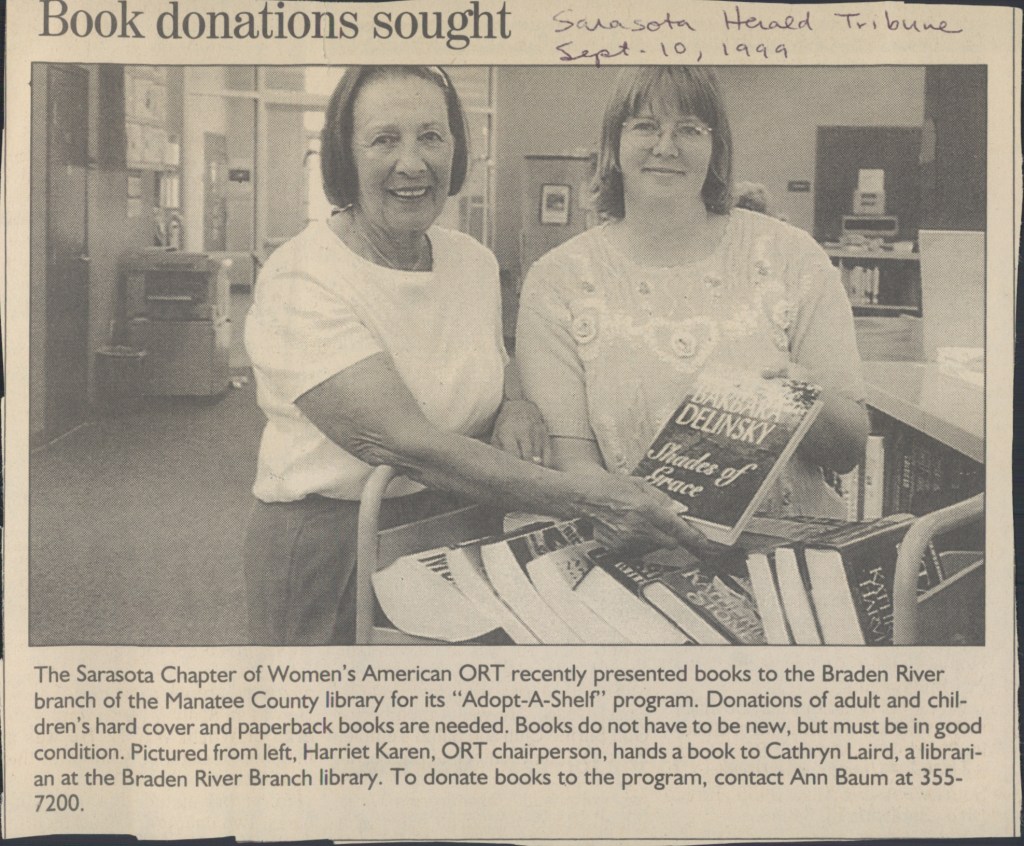 Book donations sought
Sarasota Herald Tribune
Sept. 10, 1999
BARBARA
DELINSKY
Shades of
Grace
The Sarasota Chapter of Women's American ORT recently presented books to the Braden River
branch of the Manatee County library for its "Adopt-A-Shelf" program. Donations of adult and chil-
dren's hard cover and paperback books are needed. Books do not have to be new, but must be in good
condition. Pictured from left, Harriet Karen, ORT chairperson, hands a book to Cathryn Laird, a librari-
an at the Braden River Branch library. To donate books to the program, contact Ann Baum at 355-
7200.